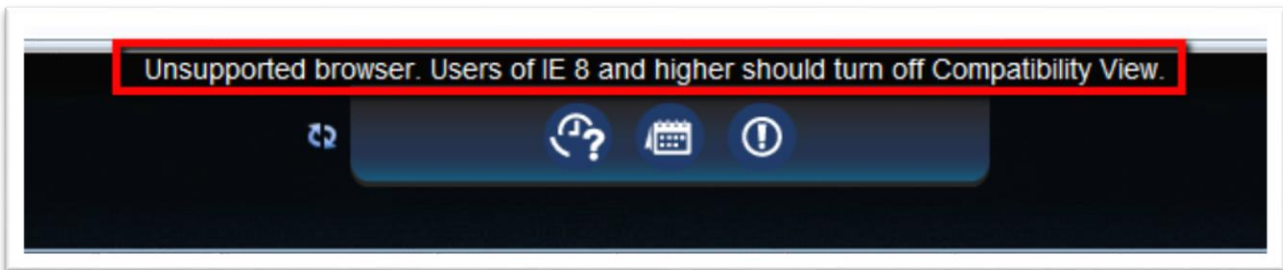 Unsupported browser. Users of IE 8 and higher should turn off Compatibility View.